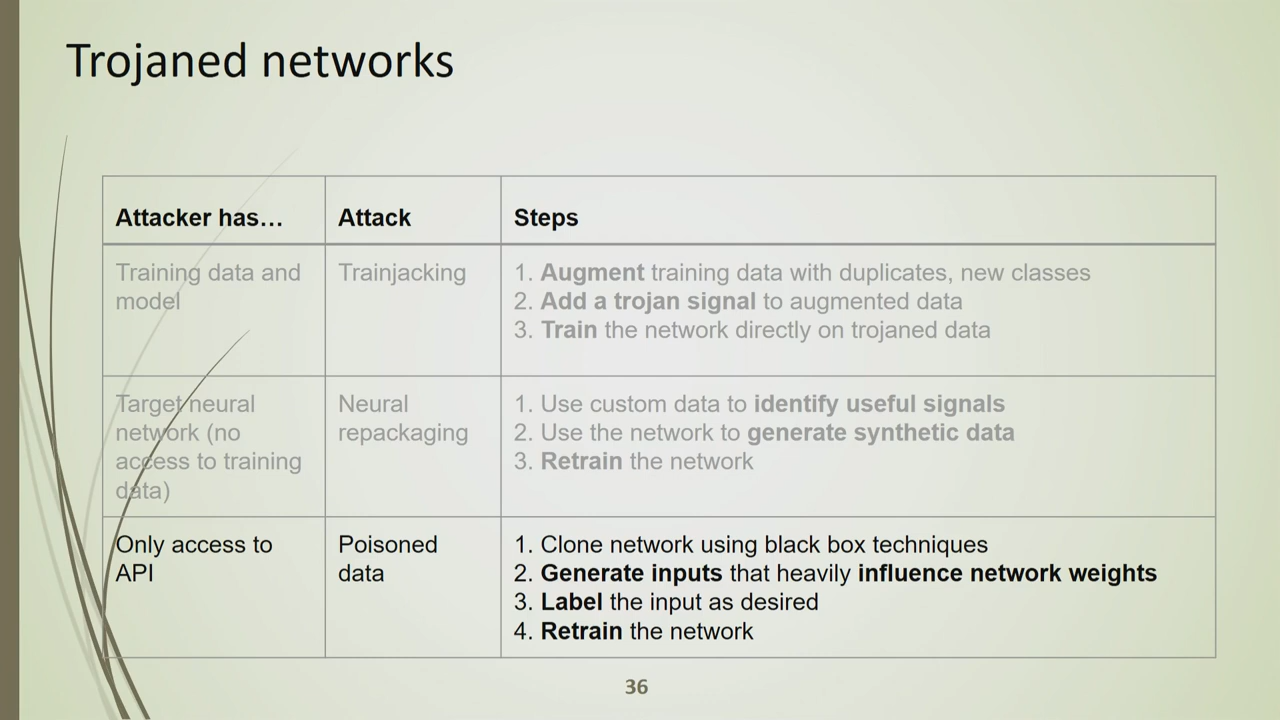 Trojaned networks
Attacker has…
Attack
Steps
Training data and
model
Trainjacking
1. Augment training data with duplicates, new classes
2. Add a trojan signal to augmented data
3. Train the network directly on trojaned data
Target neural
network (no
access to training
data)
Neural
repackaging
1. Use custom data to identify useful signals
2. Use the network to generate synthetic data
3. Retrain the network
Only access to
API
Poisoned
data
1. Clone network using black box techniques
2. Generate inputs that heavily influence network weights
3. Label the input as desired
4. Retrain the network
36